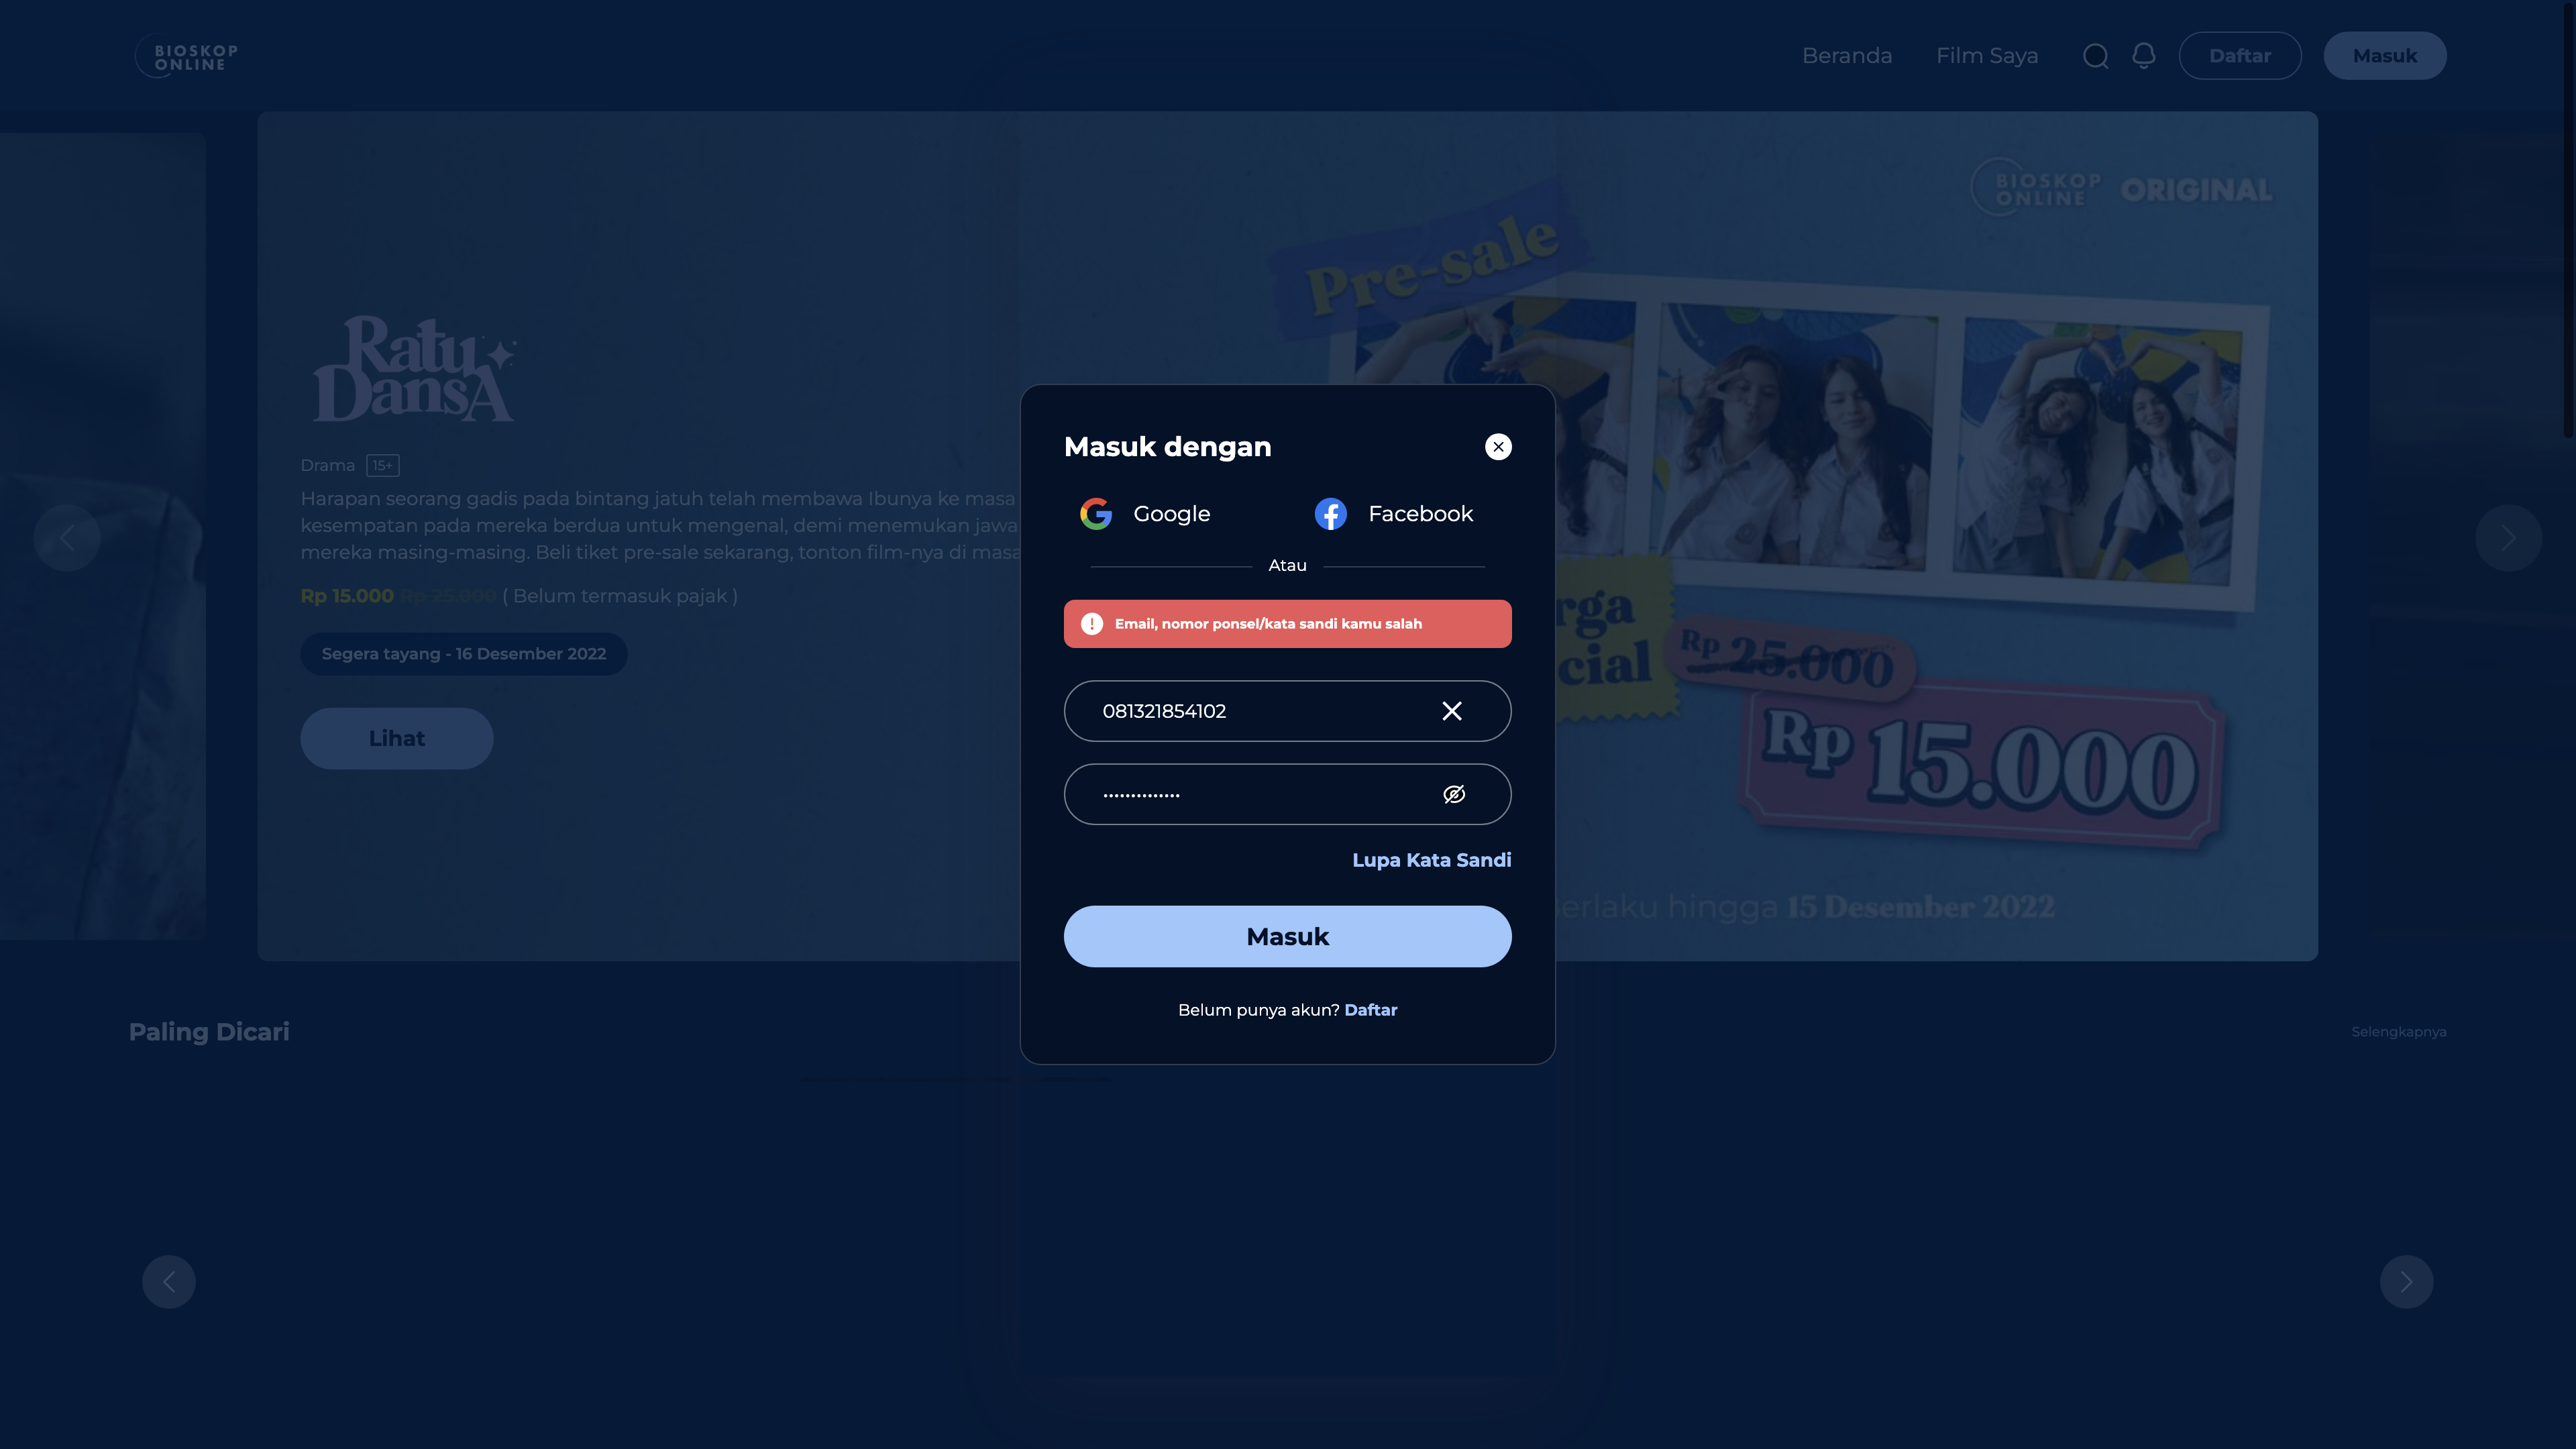 BIOSKOP
ONLINE
Beranda
Film Saya
Daftar
Masuk
BIOSKOP
ONLINE
ORIGINAL
Pre-sale
Ratu
DansA
Drama
15+
Harapan seorang gadis pada bintang jatuh telah membawa Ibunya ke masa
kesempatan pada mereka berdua untuk mengenal, demi menemukan jawa
mereka masing-masing. Beli tiket pre-sale sekarang, tonton film-nya di masa
Rp 15.000 Rp 25.000 ( Belum termasuk pajak )
Segera tayang - 16 Desember 2022
Lihat
Masuk dengan
Google
Facebook
Atau
Email, nomor ponsel/kata sandi kamu salah
081321854102
Lupa Kata Sandi
Masuk
Belum punya akun? Daftar
rga
cial
Rp 25.000
Rp 15.000
erlaku hingga 15 Desember 2022
Paling Dicari
Selengkapnya